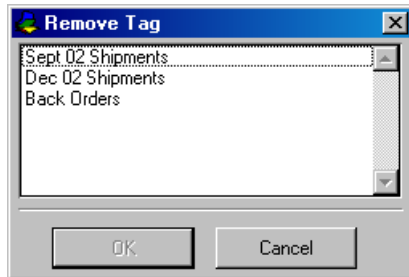 Remove Tag
Sept 02 Shipments
Dec 02 Shipments
Back Orders
OK
Cancel